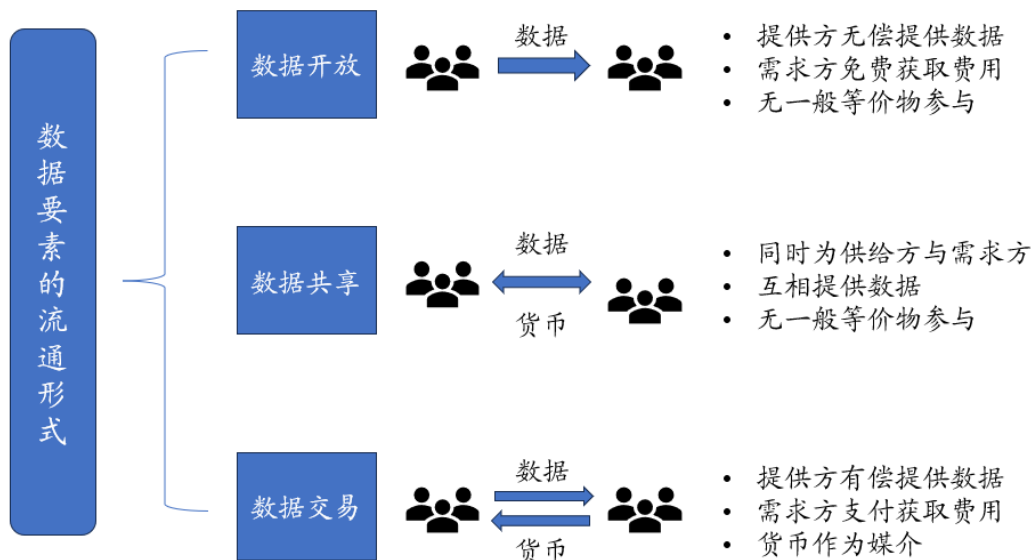 数据要素的流通形式
数据开放
数据
• 提供方无偿提供数据
• 需求方免费获取费用
• 无一般等价物参与
数据共享
数据
货币
• 同时为供给方与需求方
• 互相提供数据
• 无一般等价物参与
数据交易
数据
货币
• 提供方有偿提供数据
• 需求方支付获取费用
• 货币作为媒介